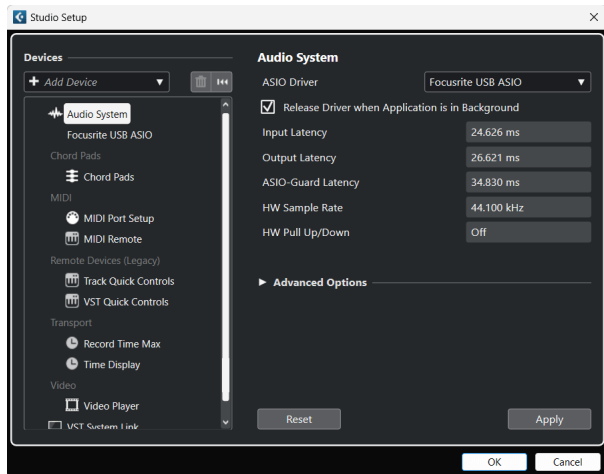 Studio Setup
Devices
Add Device
Audio System
Focusrite USB ASIO
Chord Pads
Chord Pads
MIDI
MIDI Port Setup
MIDI Remote
Remote Devices (Legacy)
Track Quick Controls
VST Quick Controls
Transport
Record Time Max
Time Display
Video
Video Player
VST System Link
Audio System
ASIO Driver Focusrite USB ASIO
Release Driver when Application is in Background
Input Latency 24.626 ms
Output Latency 26.621 ms
ASIO-Guard Latency 34.830 ms
HW Sample Rate 44.100 kHz
HW Pull Up/Down Off
Advanced Options
Reset Apply
OK Cancel